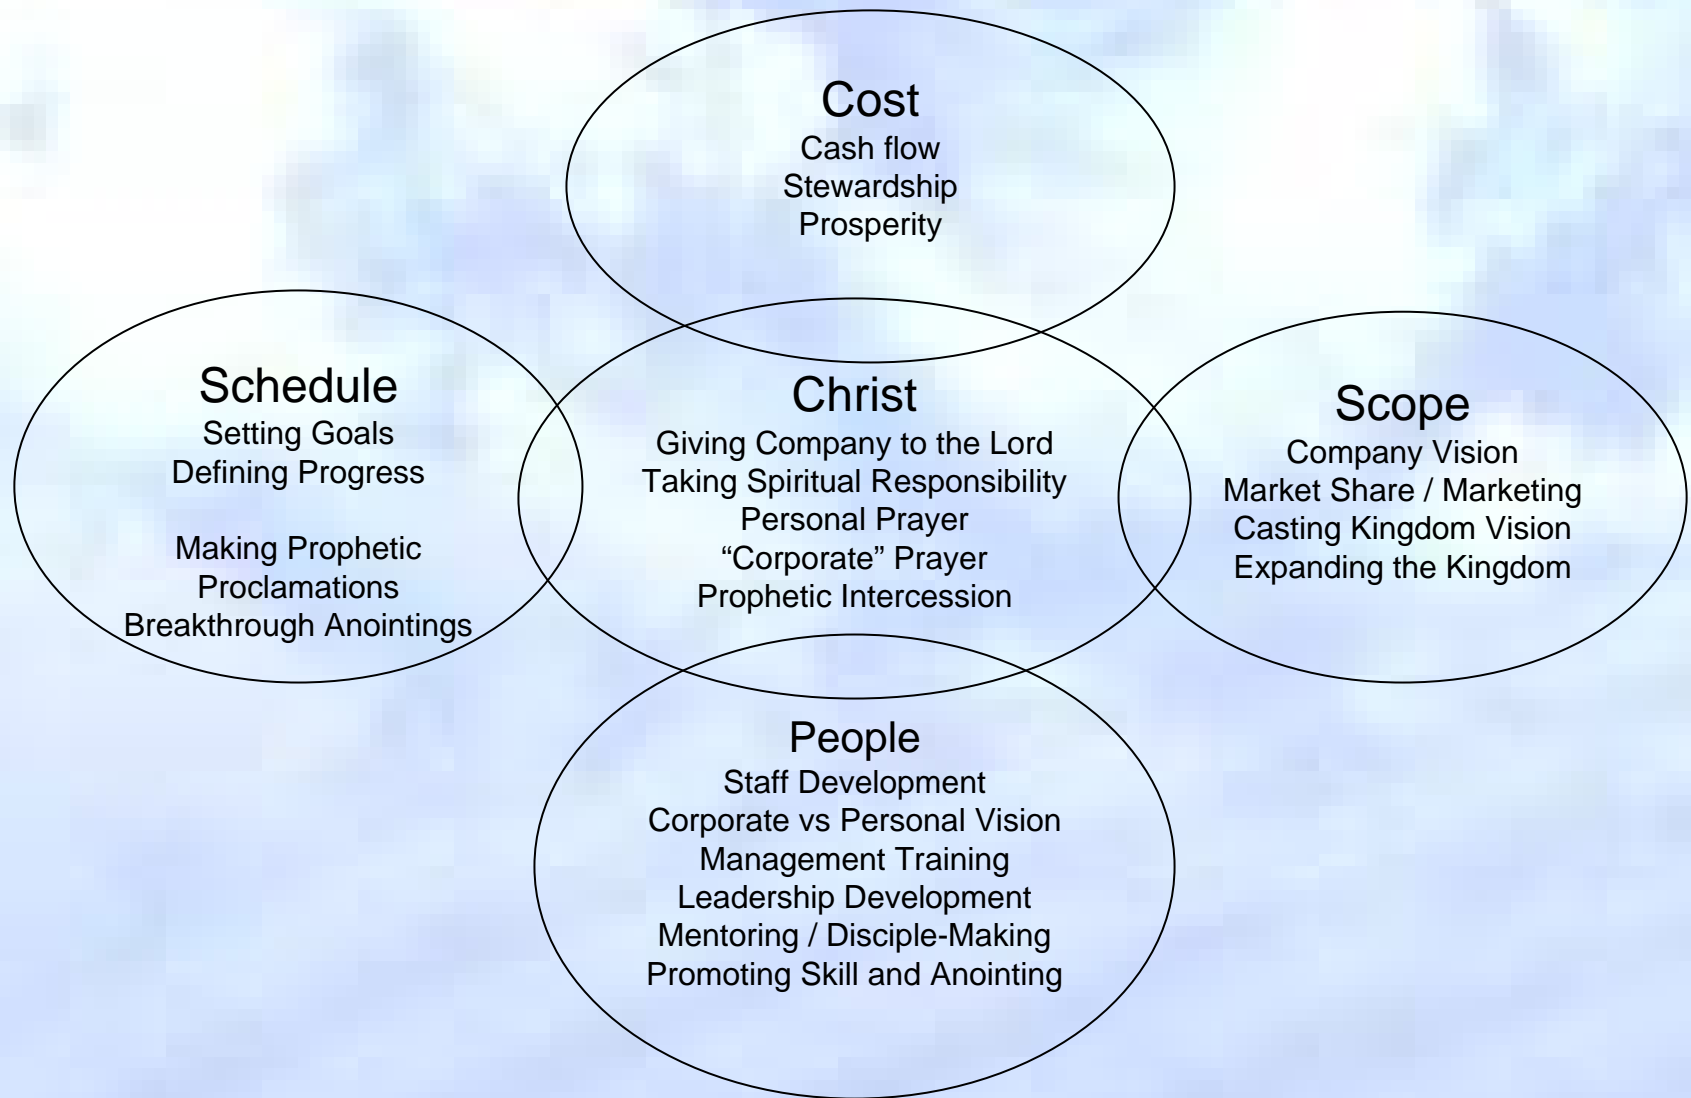 Cost
Cash flow
Stewardship
Prosperity
Schedule
Setting Goals
Defining Progress
Making Prophetic
Proclamations
Breakthrough Anointings
Christ
Giving Company to the Lord
Taking Spiritual Responsibility
Personal Prayer
“Corporate” Prayer
Prophetic Intercession
Scope
Company Vision
Market Share / Marketing
Casting Kingdom Vision
Expanding the Kingdom
People
Staff Development
Corporate vs Personal Vision
Management Training
Leadership Development
Mentoring / Disciple-Making
Promoting Skill and Anointing